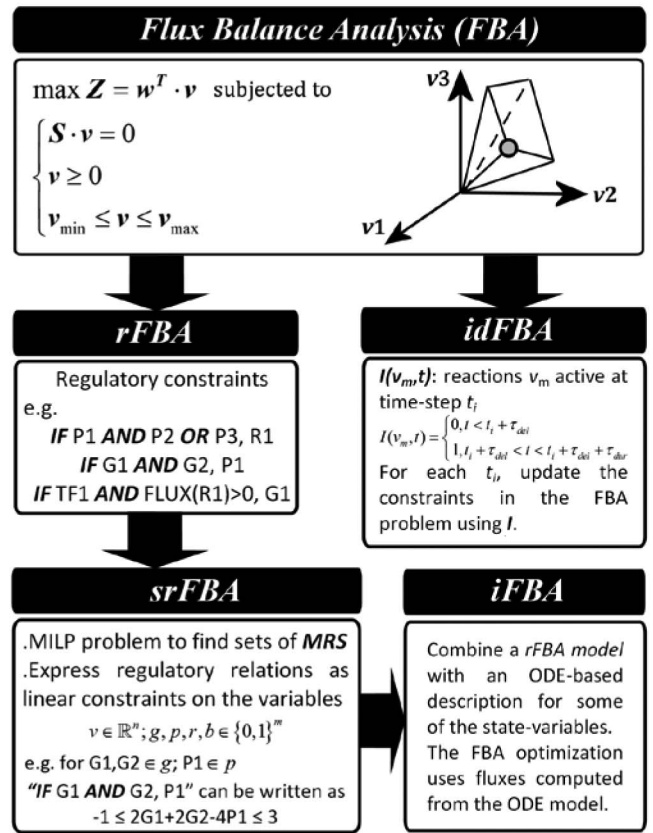 Flux Balance Analysis (FBA)
max Z = w^T · v subjected to
S · v = 0
v ≥ 0
v_min ≤ v ≤ v_max
v3
v2
v1
rFBA
Regulatory constraints
e.g.
IF P1 AND P2 OR P3, R1
IF G1 AND G2, P1
IF TF1 AND FLUX(R1)>0, G1
idFBA
I(v_m,t): reactions v_m active at
time-step t_i
I(v_m,t) = {0, t < t_i + τ_del
1, t_i + τ_del < t < t_i + τ_del + τ_dur
For each t_i, update the
constraints in the FBA
problem using I.
srFBA
.MILP problem to find sets of MRS
.Express regulatory relations as
linear constraints on the variables
v ∈ ℝ^n; g, p, r, b ∈ {0,1}^m
e.g. for G1,G2 ∈ g; P1 ∈ p
“IF G1 AND G2, P1” can be written as
-1 ≤ 2G1+2G2-4P1 ≤ 3
iFBA
Combine a rFBA model
with an ODE-based
description for some
of the state-variables.
The FBA optimization
uses fluxes computed
from the ODE model.